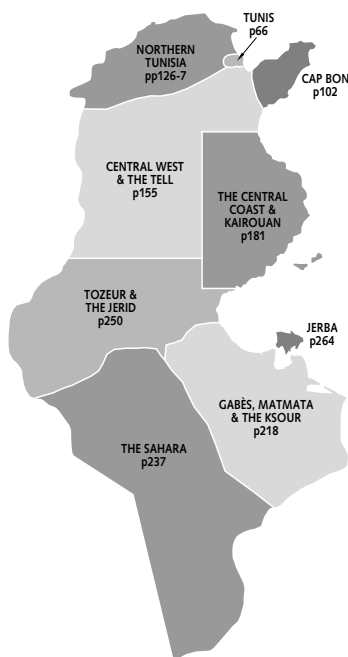 TUNIS
p66
NORTHERN
TUNISIA
pp126-7
CAP BON
p102
CENTRAL WEST
& THE TELL
p155
THE CENTRAL
COAST &
KAIROUAN
p181
TOZEUR &
THE JERID
p250
JERBA
p264
GABÈS, MATMATA
& THE KSOUR
p218
THE SAHARA
p237